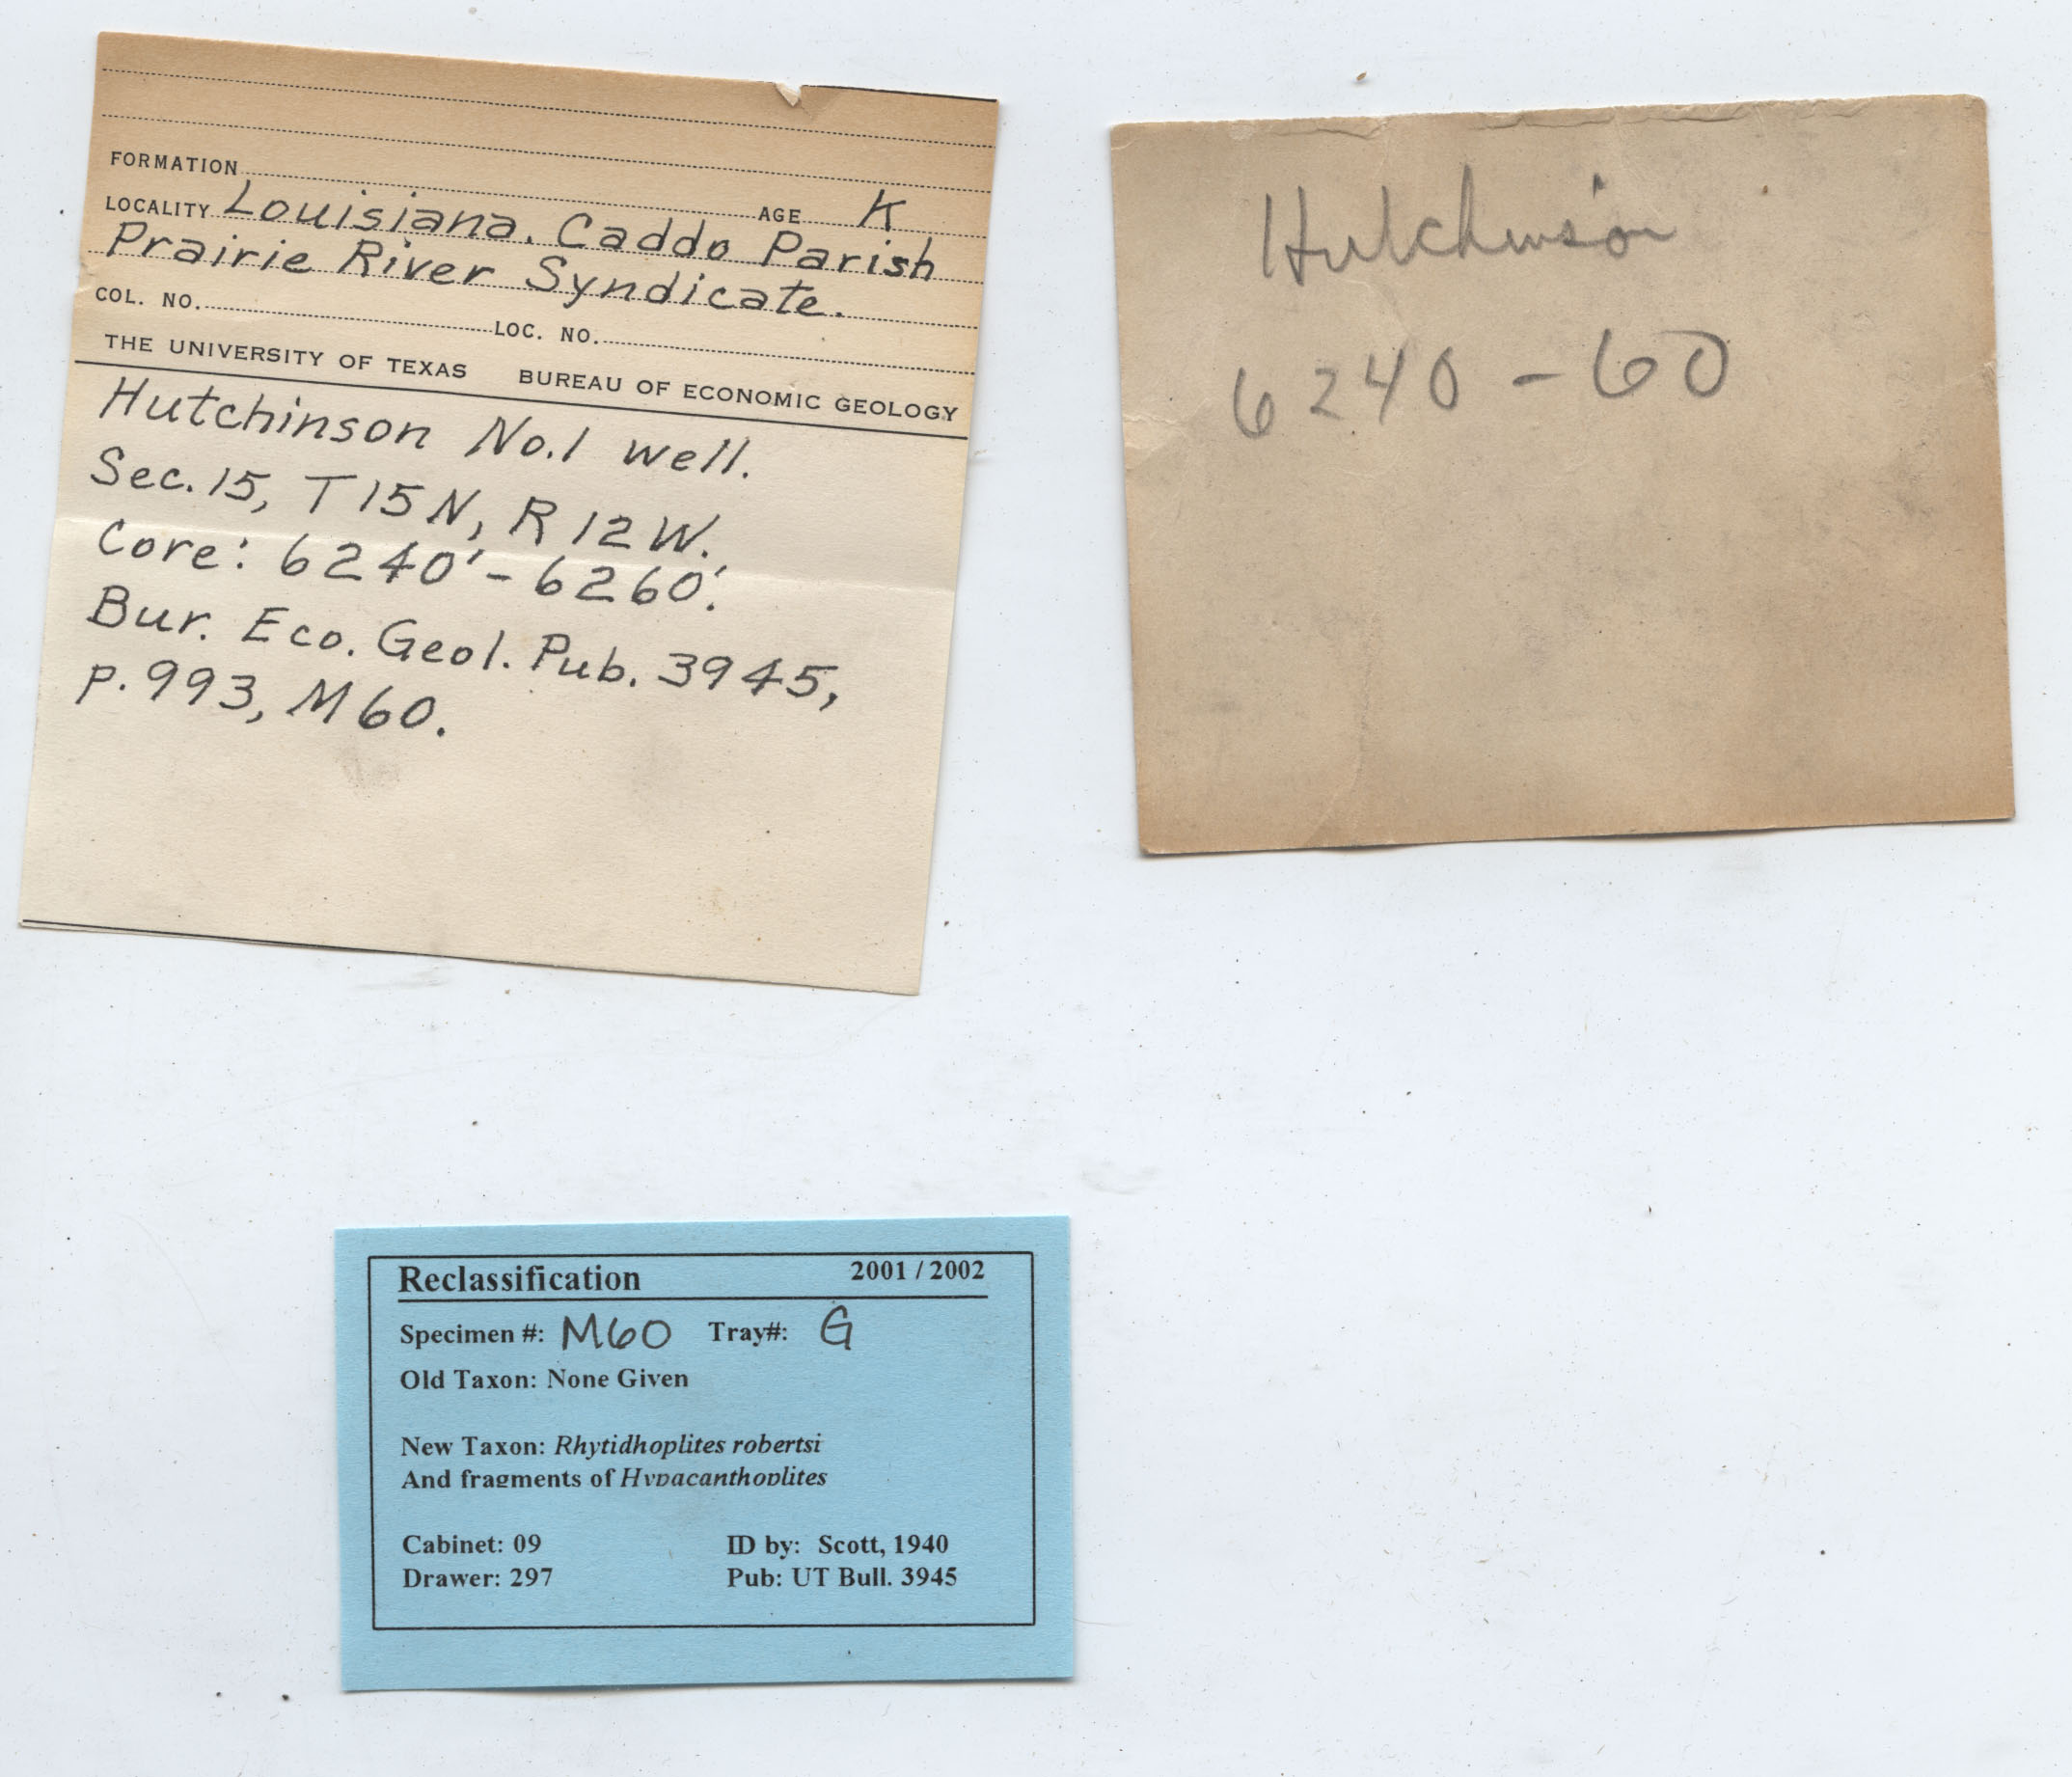 FORMATION
LOCALITY Louisiana. Caddo Parish AGE K
Prairie River Syndicate.
COL. NO. LOC. NO.
THE UNIVERSITY OF TEXAS BUREAU OF ECONOMIC GEOLOGY
Hutchinson No.1 well.
Sec.15, T15N, R12W.
Core: 6240'-6260'.
Bur. Eco. Geol. Pub. 3945,
p.993, M60.
Hutchinson
6240-60
Reclassification 2001 / 2002
Specimen #: M60 Tray#: G
Old Taxon: None Given
New Taxon: Rhytidhoplites robertsi
And fragments of Hypacanthoplites
Cabinet: 09 ID by: Scott, 1940
Drawer: 297 Pub: UT Bull. 3945